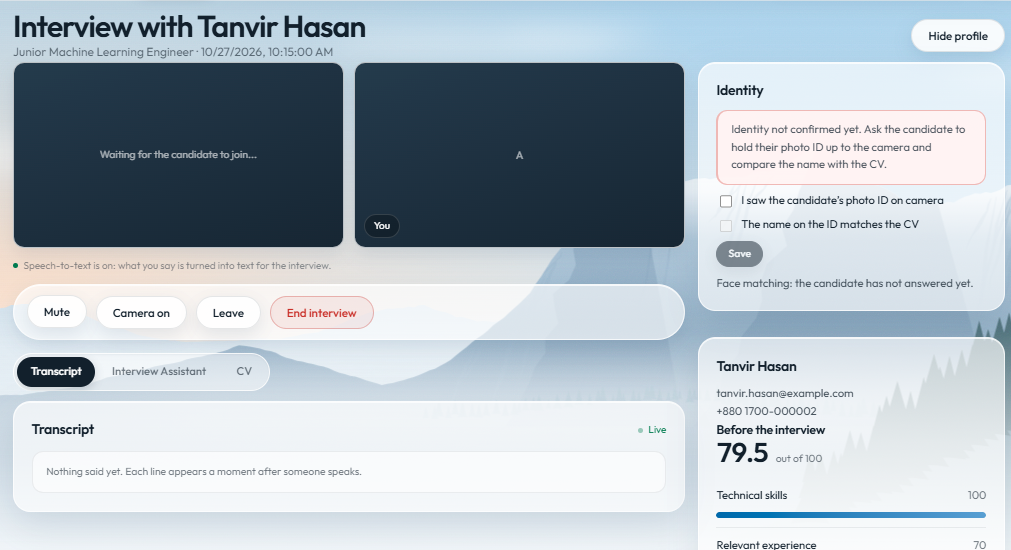 Interview with Tanvir Hasan
Junior Machine Learning Engineer · 10/27/2026, 10:15:00 AM
Hide profile
Waiting for the candidate to join...
A
You
Speech-to-text is on: what you say is turned into text for the interview.
Mute
Camera on
Leave
End interview
Transcript
Interview Assistant
CV
Transcript
Live
Nothing said yet. Each line appears a moment after someone speaks.
Identity
Identity not confirmed yet. Ask the candidate to
hold their photo ID up to the camera and
compare the name with the CV.
I saw the candidate's photo ID on camera
The name on the ID matches the CV
Save
Face matching: the candidate has not answered yet.
Tanvir Hasan
tanvir.hasan@example.com
+880 1700-000002
Before the interview
79.5 out of 100
Technical skills 100
Relevant experience 70